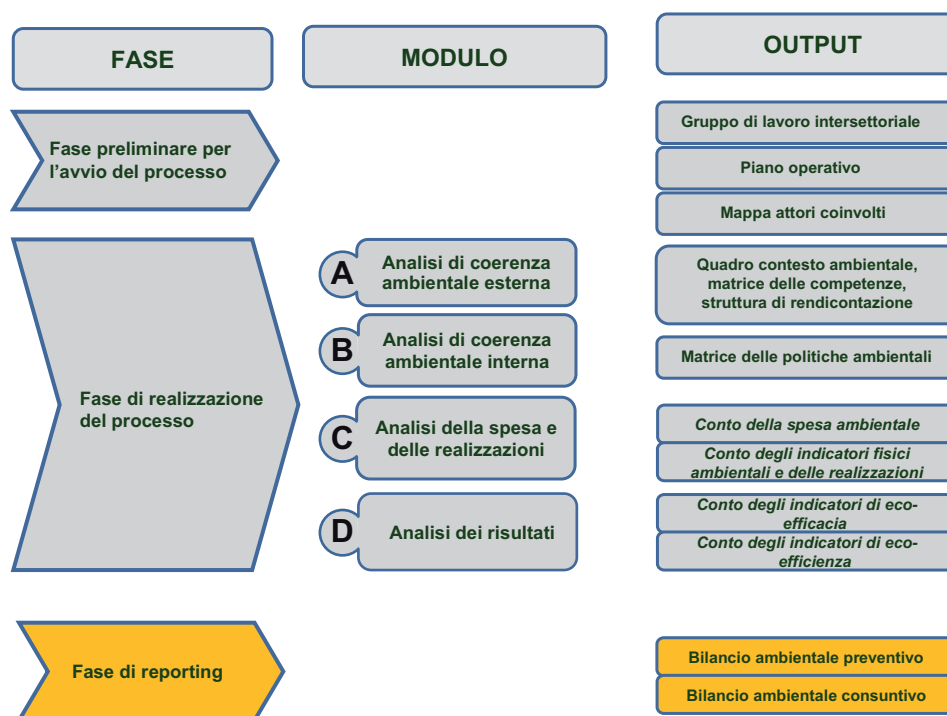 FASE
MODULO
OUTPUT
Fase preliminare per
l'avvio del processo
Gruppo di lavoro intersettoriale
Piano operativo
Mappa attori coinvolti
Fase di realizzazione
del processo
A
Analisi di coerenza
ambientale esterna
Quadro contesto ambientale,
matrice delle competenze,
struttura di rendicontazione
B
Analisi di coerenza
ambientale interna
Matrice delle politiche ambientali
C
Analisi della spesa e
delle realizzazioni
Conto della spesa ambientale
Conto degli indicatori fisici
ambientali e delle realizzazioni
D
Analisi dei risultati
Conto degli indicatori di eco-
efficacia
Conto degli indicatori di eco-
efficienza
Fase di reporting
Bilancio ambientale preventivo
Bilancio ambientale consuntivo